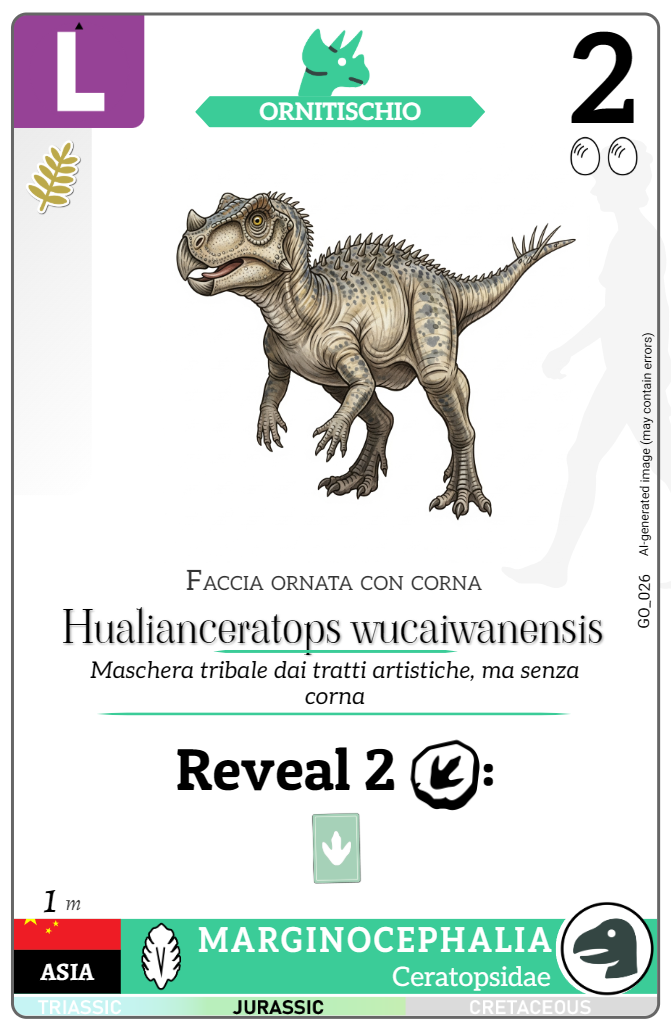 L
ORNITISCHIO
2
AI-generated image (may contain errors)
GO_026
Faccia ornata con corna
Hualianceratops wucaiwanensis
Maschera tribale dai tratti artistiche, ma senza
corna
Reveal 2 :
1 m
ASIA
MARGINOCEPHALIA
Ceratopsidae
TRIASSIC JURASSIC CRETACEOUS